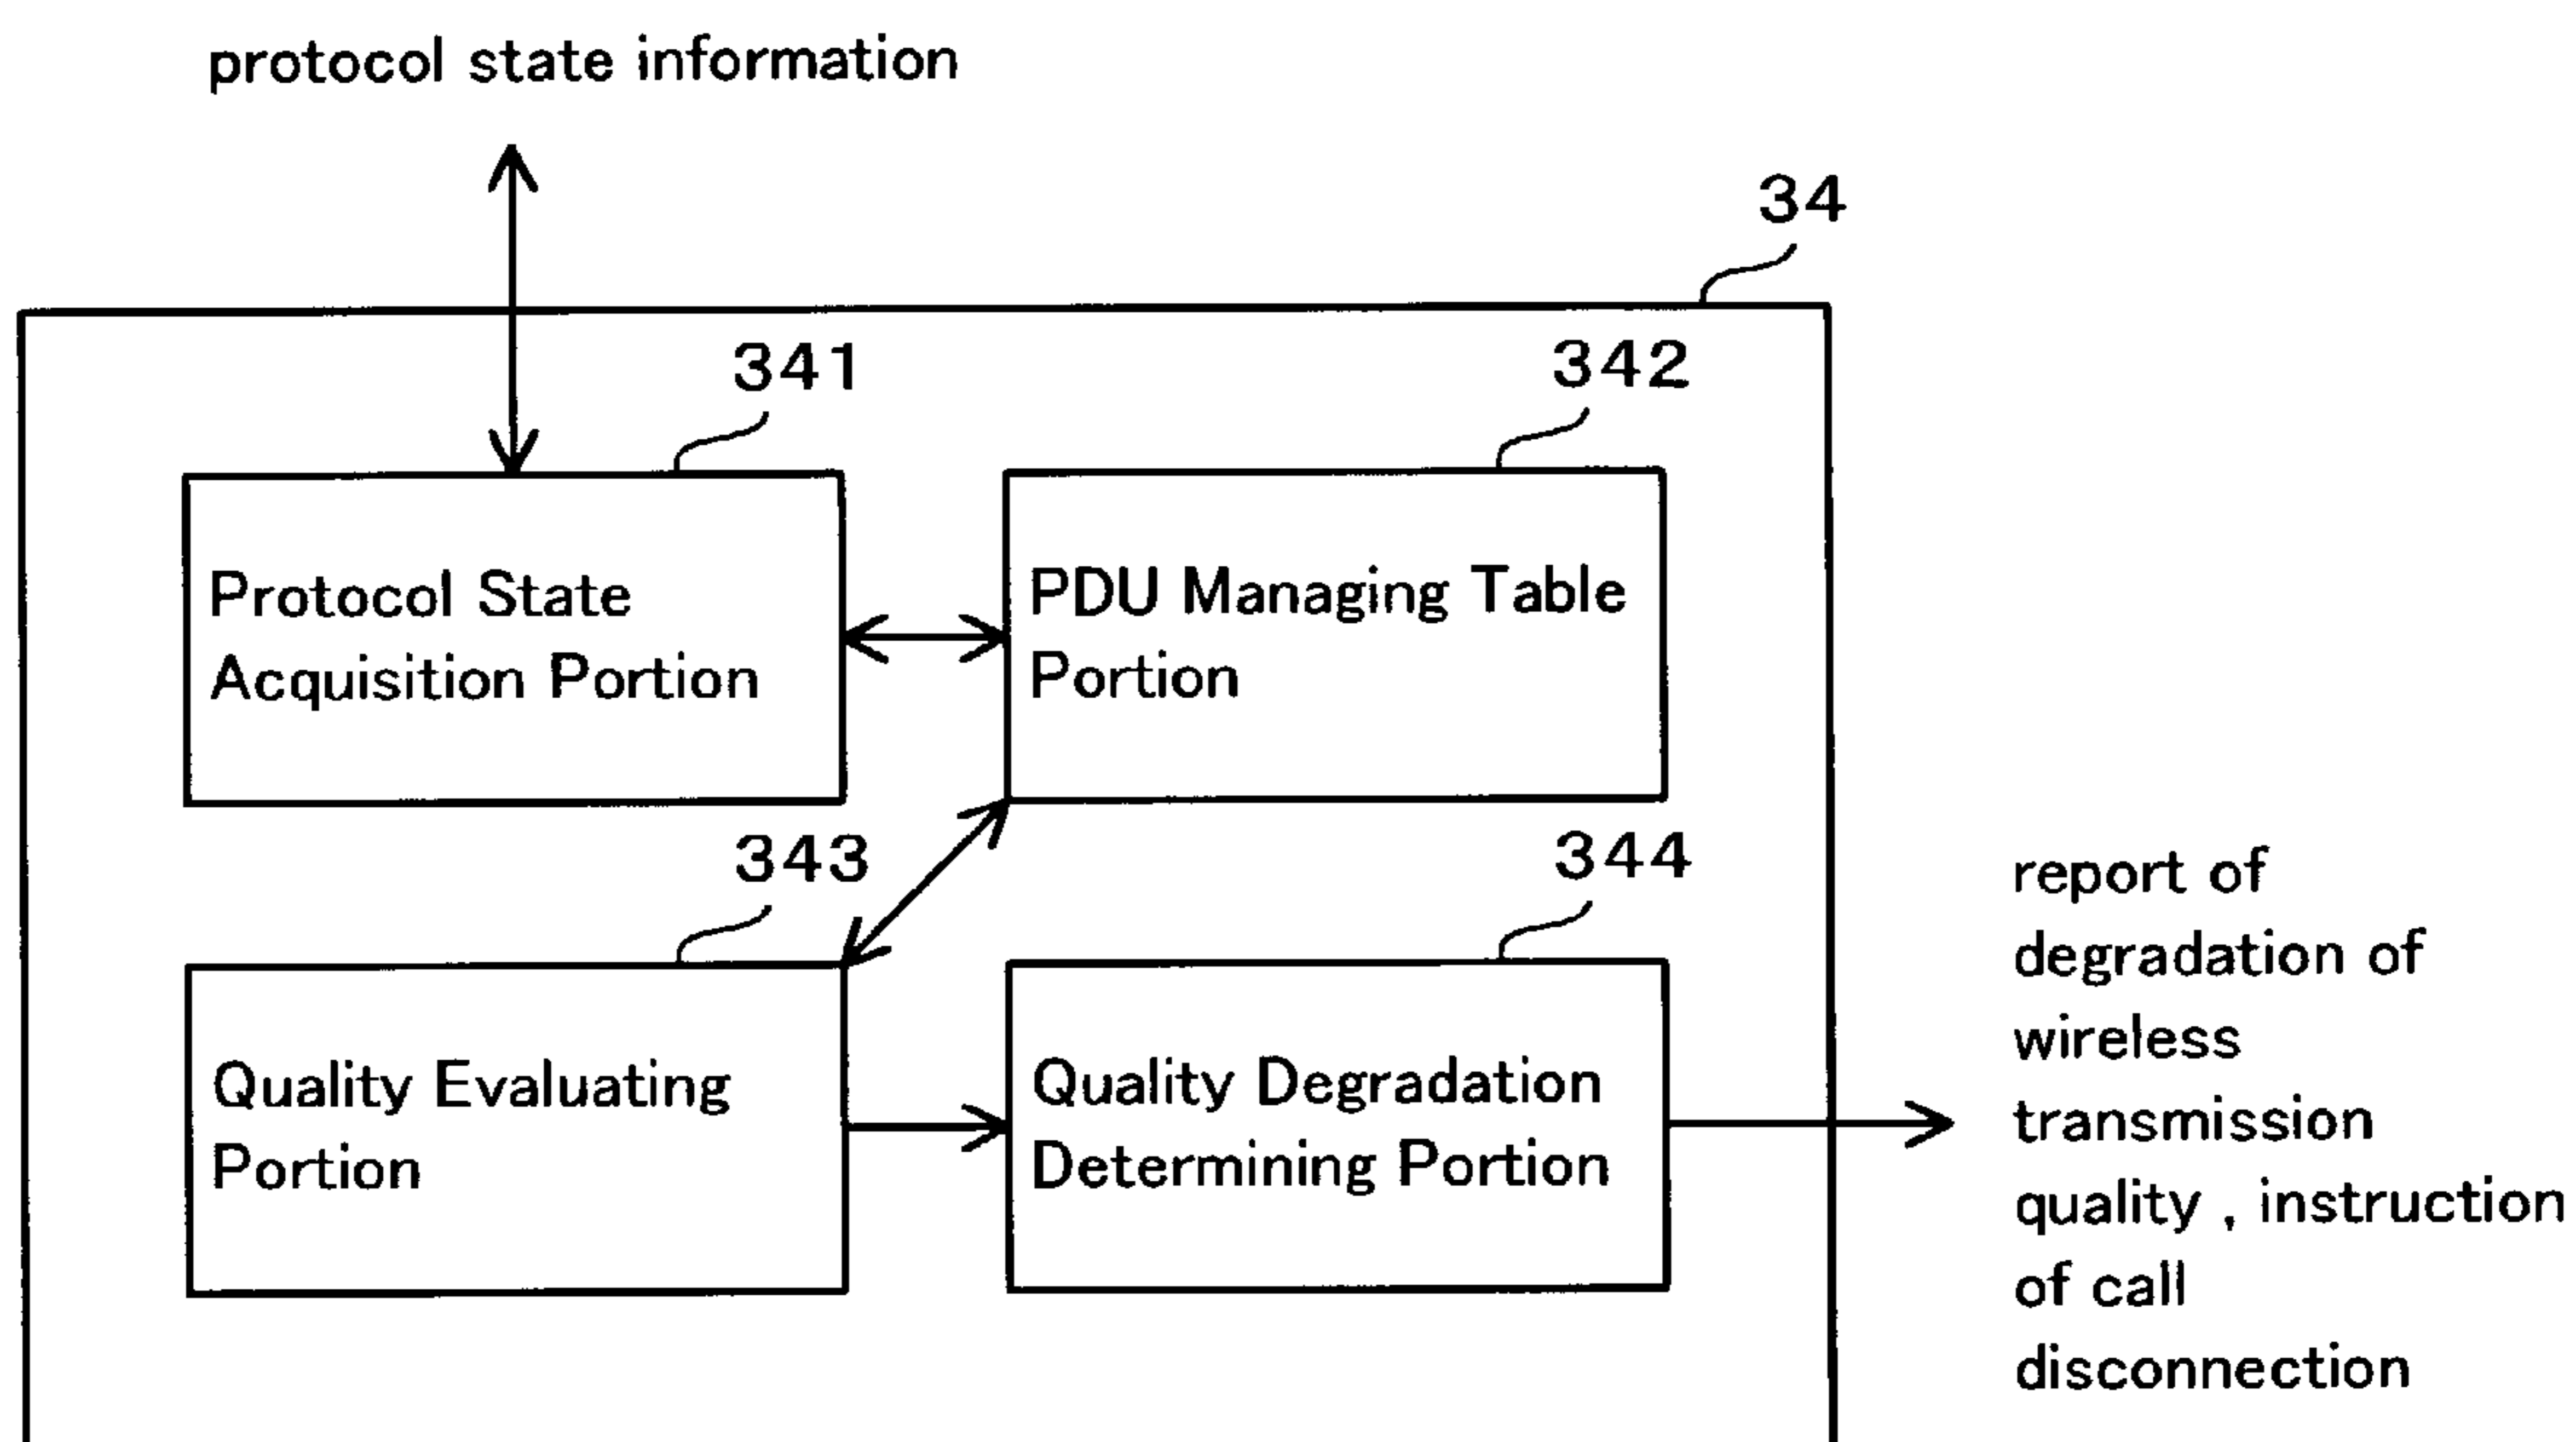 protocol state information
34
341
342
Protocol State
Acquisition Portion
PDU Managing Table
Portion
343
344
Quality Evaluating
Portion
Quality Degradation
Determining Portion
report of
degradation of
wireless
transmission
quality , instruction
of call
disconnection